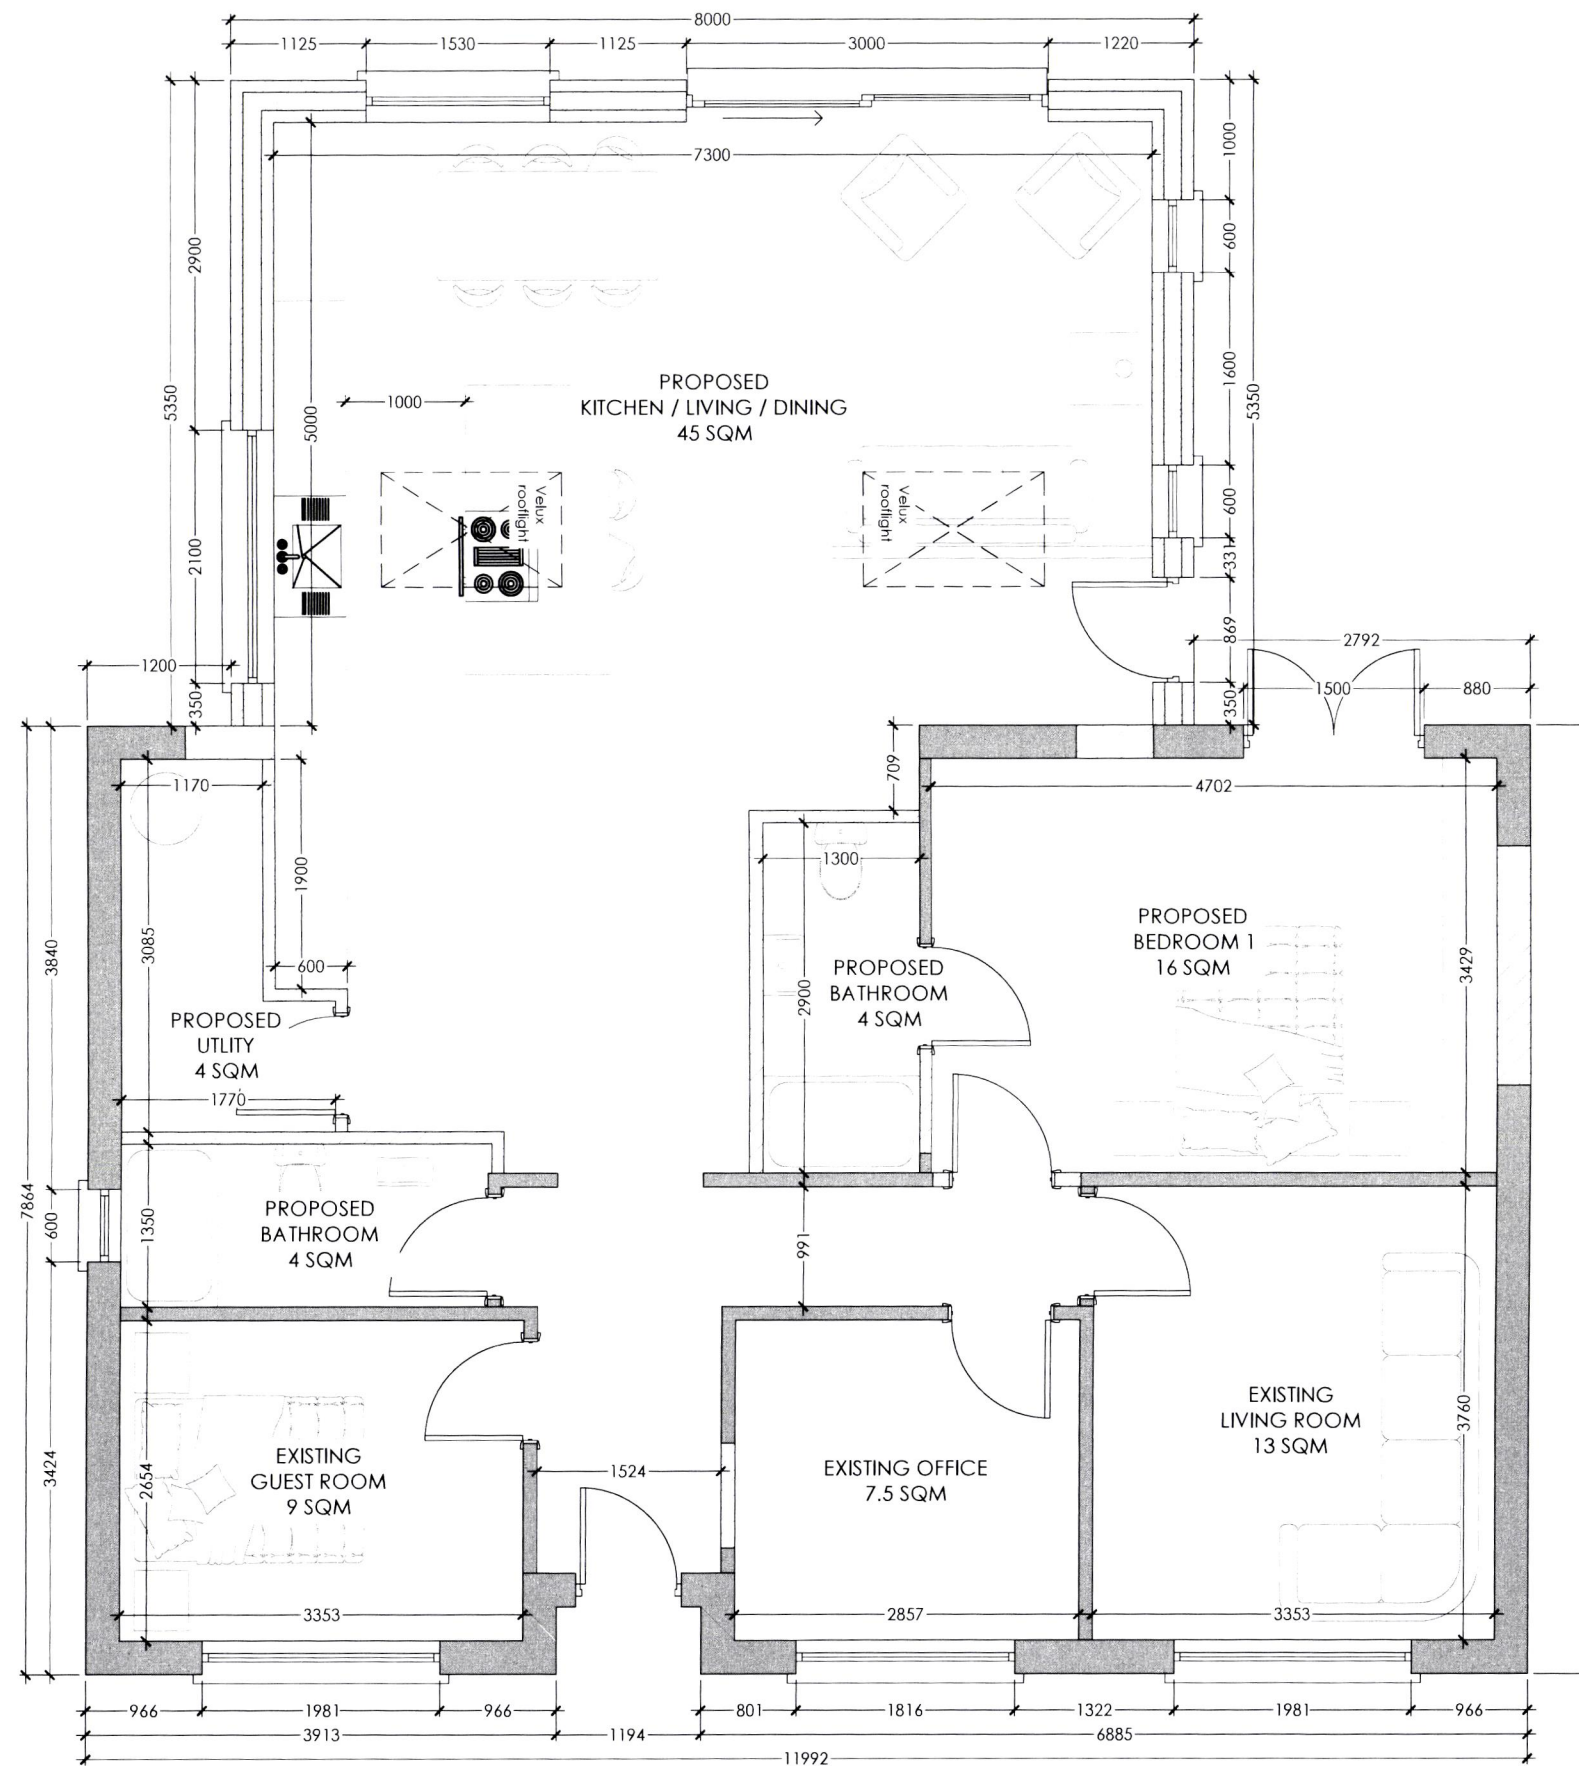 8000
1125 1530 1125 3000 1220
7300
2900
5350
5000
1000
1000
600
1600
5350
PROPOSED
KITCHEN / LIVING / DINING
45 SQM
Velux
rooflight
Velux
rooflight
2100
600
331
869
350
1200
350
2792
1500
880
709
1170
4702
1900
1300
3840
3085
600
2900
PROPOSED
BEDROOM 1
16 SQM
3429
PROPOSED
BATHROOM
4 SQM
PROPOSED
UTLITY
4 SQM
1770
7864
600
1350
PROPOSED
BATHROOM
4 SQM
991
3424
2654
EXISTING
GUEST ROOM
9 SQM
1524
EXISTING OFFICE
7.5 SQM
EXISTING
LIVING ROOM
13 SQM
3760
3353
2857
3353
966 1981 966 801 1816 1322 1981 966
3913 1194 6885
11992